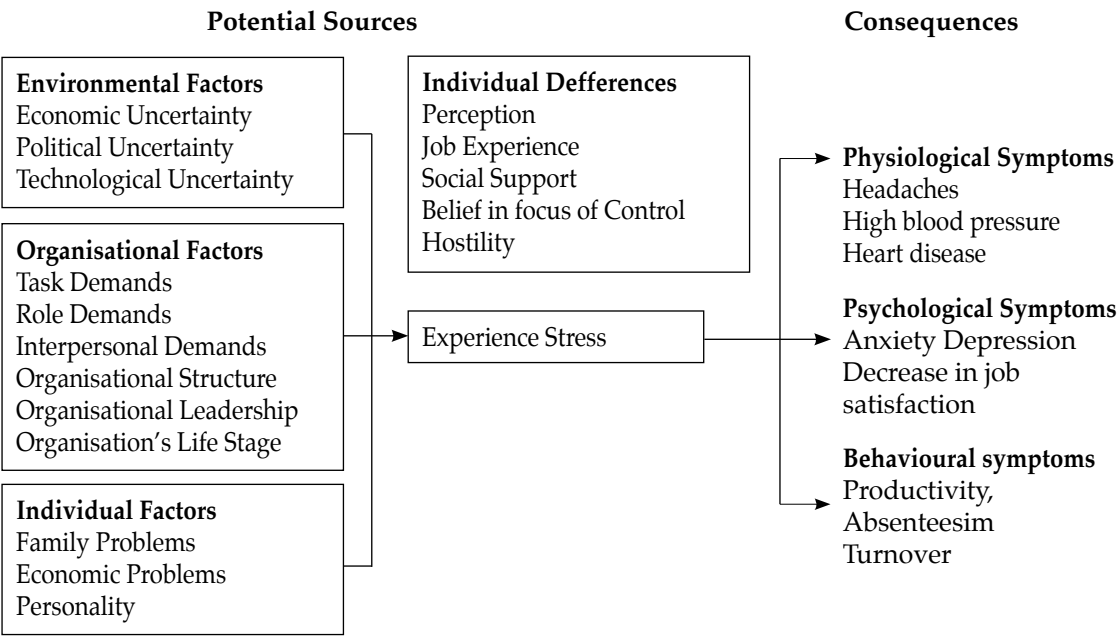 Potential Sources
Consequences
Environmental Factors
Economic Uncertainty
Political Uncertainty
Technological Uncertainty
Organisational Factors
Task Demands
Role Demands
Interpersonal Demands
Organisational Structure
Organisational Leadership
Organisation's Life Stage
Individual Factors
Family Problems
Economic Problems
Personality
Individual Defferences
Perception
Job Experience
Social Support
Belief in focus of Control
Hostility
Experience Stress
Physiological Symptoms
Headaches
High blood pressure
Heart disease
Psychological Symptoms
Anxiety Depression
Decrease in job
satisfaction
Behavioural symptoms
Productivity,
Absenteesim
Turnover